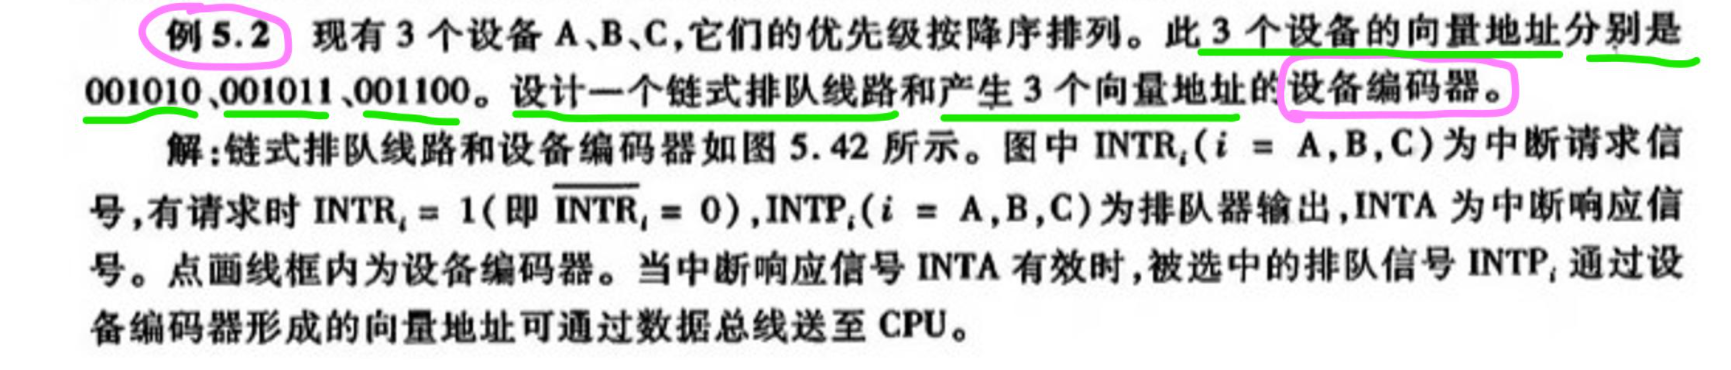 例 5.2 现有 3 个设备 A、B、C,它们的优先级按降序排列。此 3 个设备的向量地址分别是
001010、001011、001100。设计一个链式排队线路和产生 3 个向量地址的设备编码器。
解:链式排队线路和设备编码器如图 5.42 所示。图中 INTRᵢ(i = A,B,C)为中断请求信
号,有请求时 INTRᵢ = 1(即 I̅N̅T̅R̅ᵢ = 0),INTPᵢ(i = A,B,C)为排队器输出,INTA 为中断响应信
号。点画线框内为设备编码器。当中断响应信号 INTA 有效时,被选中的排队信号 INTPᵢ 通过设
备编码器形成的向量地址可通过数据总线送至 CPU。